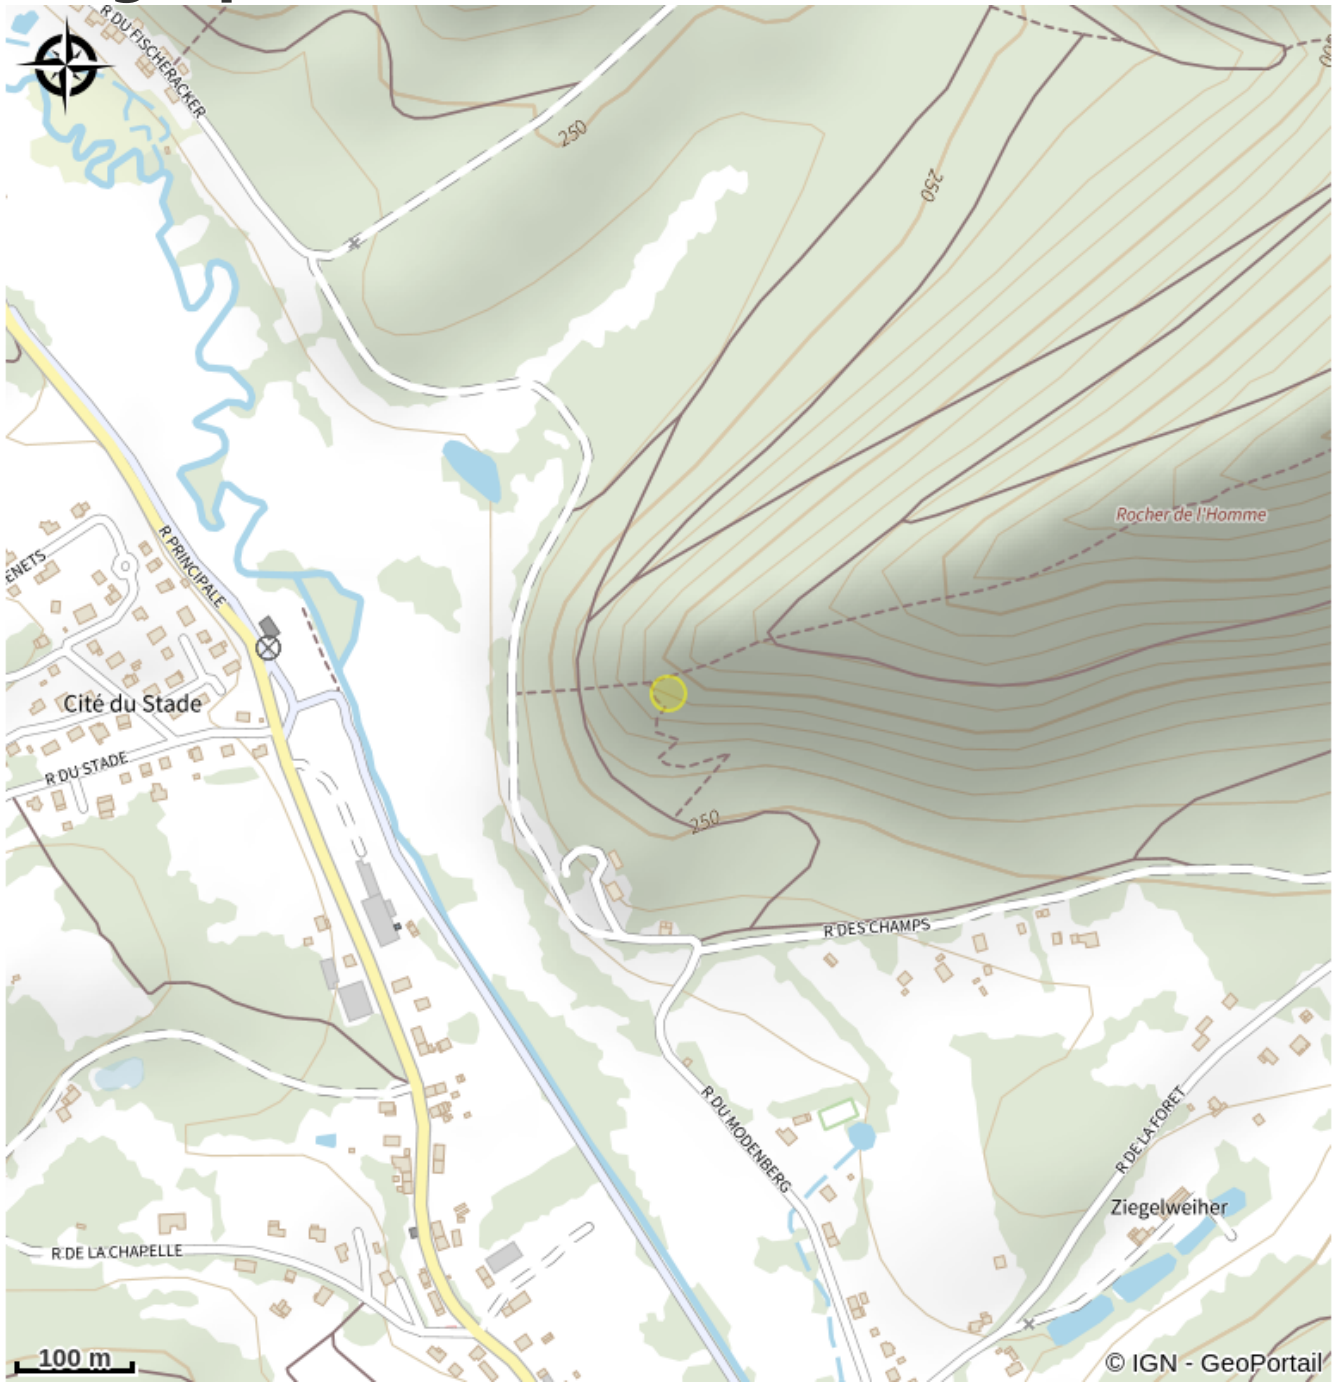 R DU FISCHERACKER
250
250
Rocher de l'Homme
R PRINCIPALE
ENETS
Cité du Stade
R DU STADE
250
R DES CHAMPS
R DU MODENBERG
R DE LA FORET
Ziegelweiher
R DE LA CHAPELLE
100 m
© IGN - GeoPortail